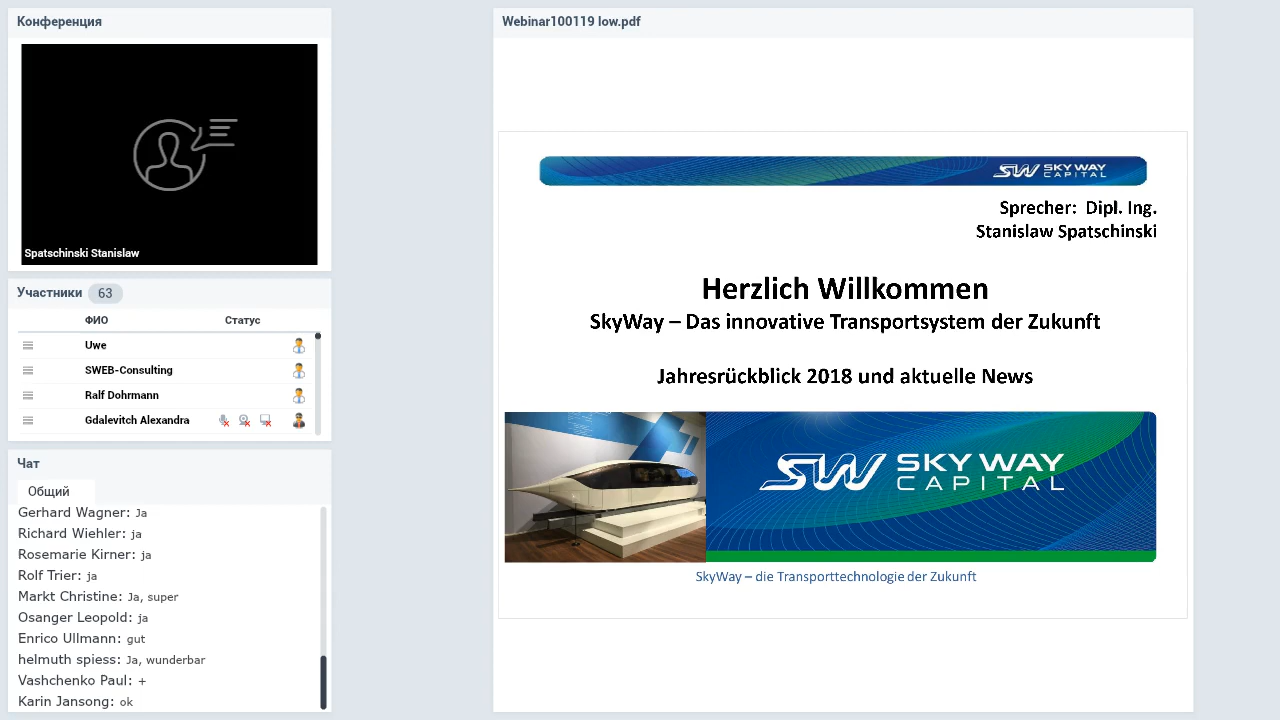 Конференция
Spatschinski Stanislaw
Участники 63
ФИО Статус
Uwe
SWEB-Consulting
Ralf Dohrmann
Gdalevitch Alexandra
Чат
Общий
Gerhard Wagner: Ja
Richard Wiehler: ja
Rosemarie Kirner: ja
Rolf Trier: ja
Markt Christine: Ja, super
Osanger Leopold: ja
Enrico Ullmann: gut
helmuth spiess: Ja, wunderbar
Vashchenko Paul: +
Karin Jansong: ok
Webinar100119 low.pdf
SW SKY WAY
CAPITAL
Sprecher: Dipl. Ing.
Stanislaw Spatschinski
Herzlich Willkommen
SkyWay – Das innovative Transportsystem der Zukunft
Jahresrückblick 2018 und aktuelle News
SW SKY WAY
CAPITAL
SkyWay – die Transporttechnologie der Zukunft